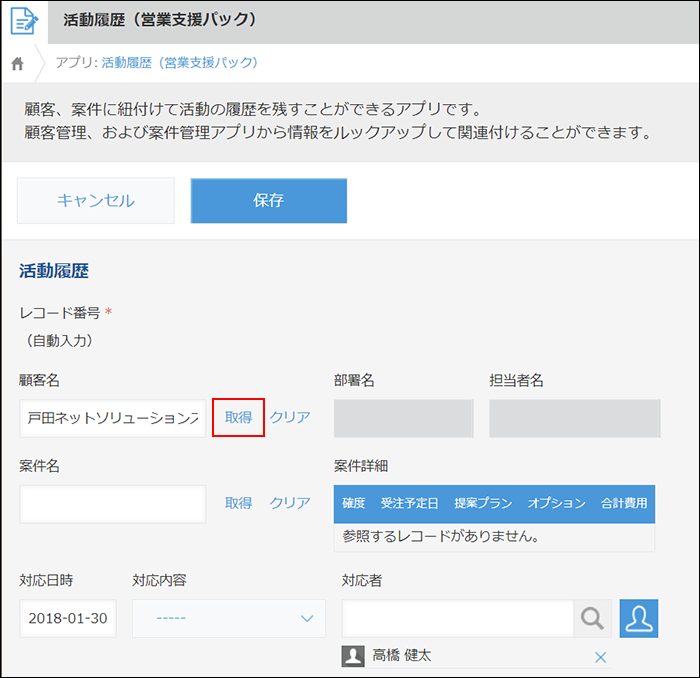 活動履歴（営業支援パック）
アプリ: 活動履歴（営業支援パック）
顧客、案件に紐付けて活動の履歴を残すことができるアプリです。
顧客管理、および案件管理アプリから情報をルックアップして関連付けることができます。
キャンセル 保存
活動履歴
レコード番号 *
（自動入力）
顧客名 部署名 担当者名
戸田ネットソリューションズ 取得 クリア
案件名 案件詳細
取得 クリア 確度 受注予定日 提案プラン オプション 合計費用
参照するレコードがありません。
対応日時 対応内容 対応者
2018-01-30 -----
高橋 健太